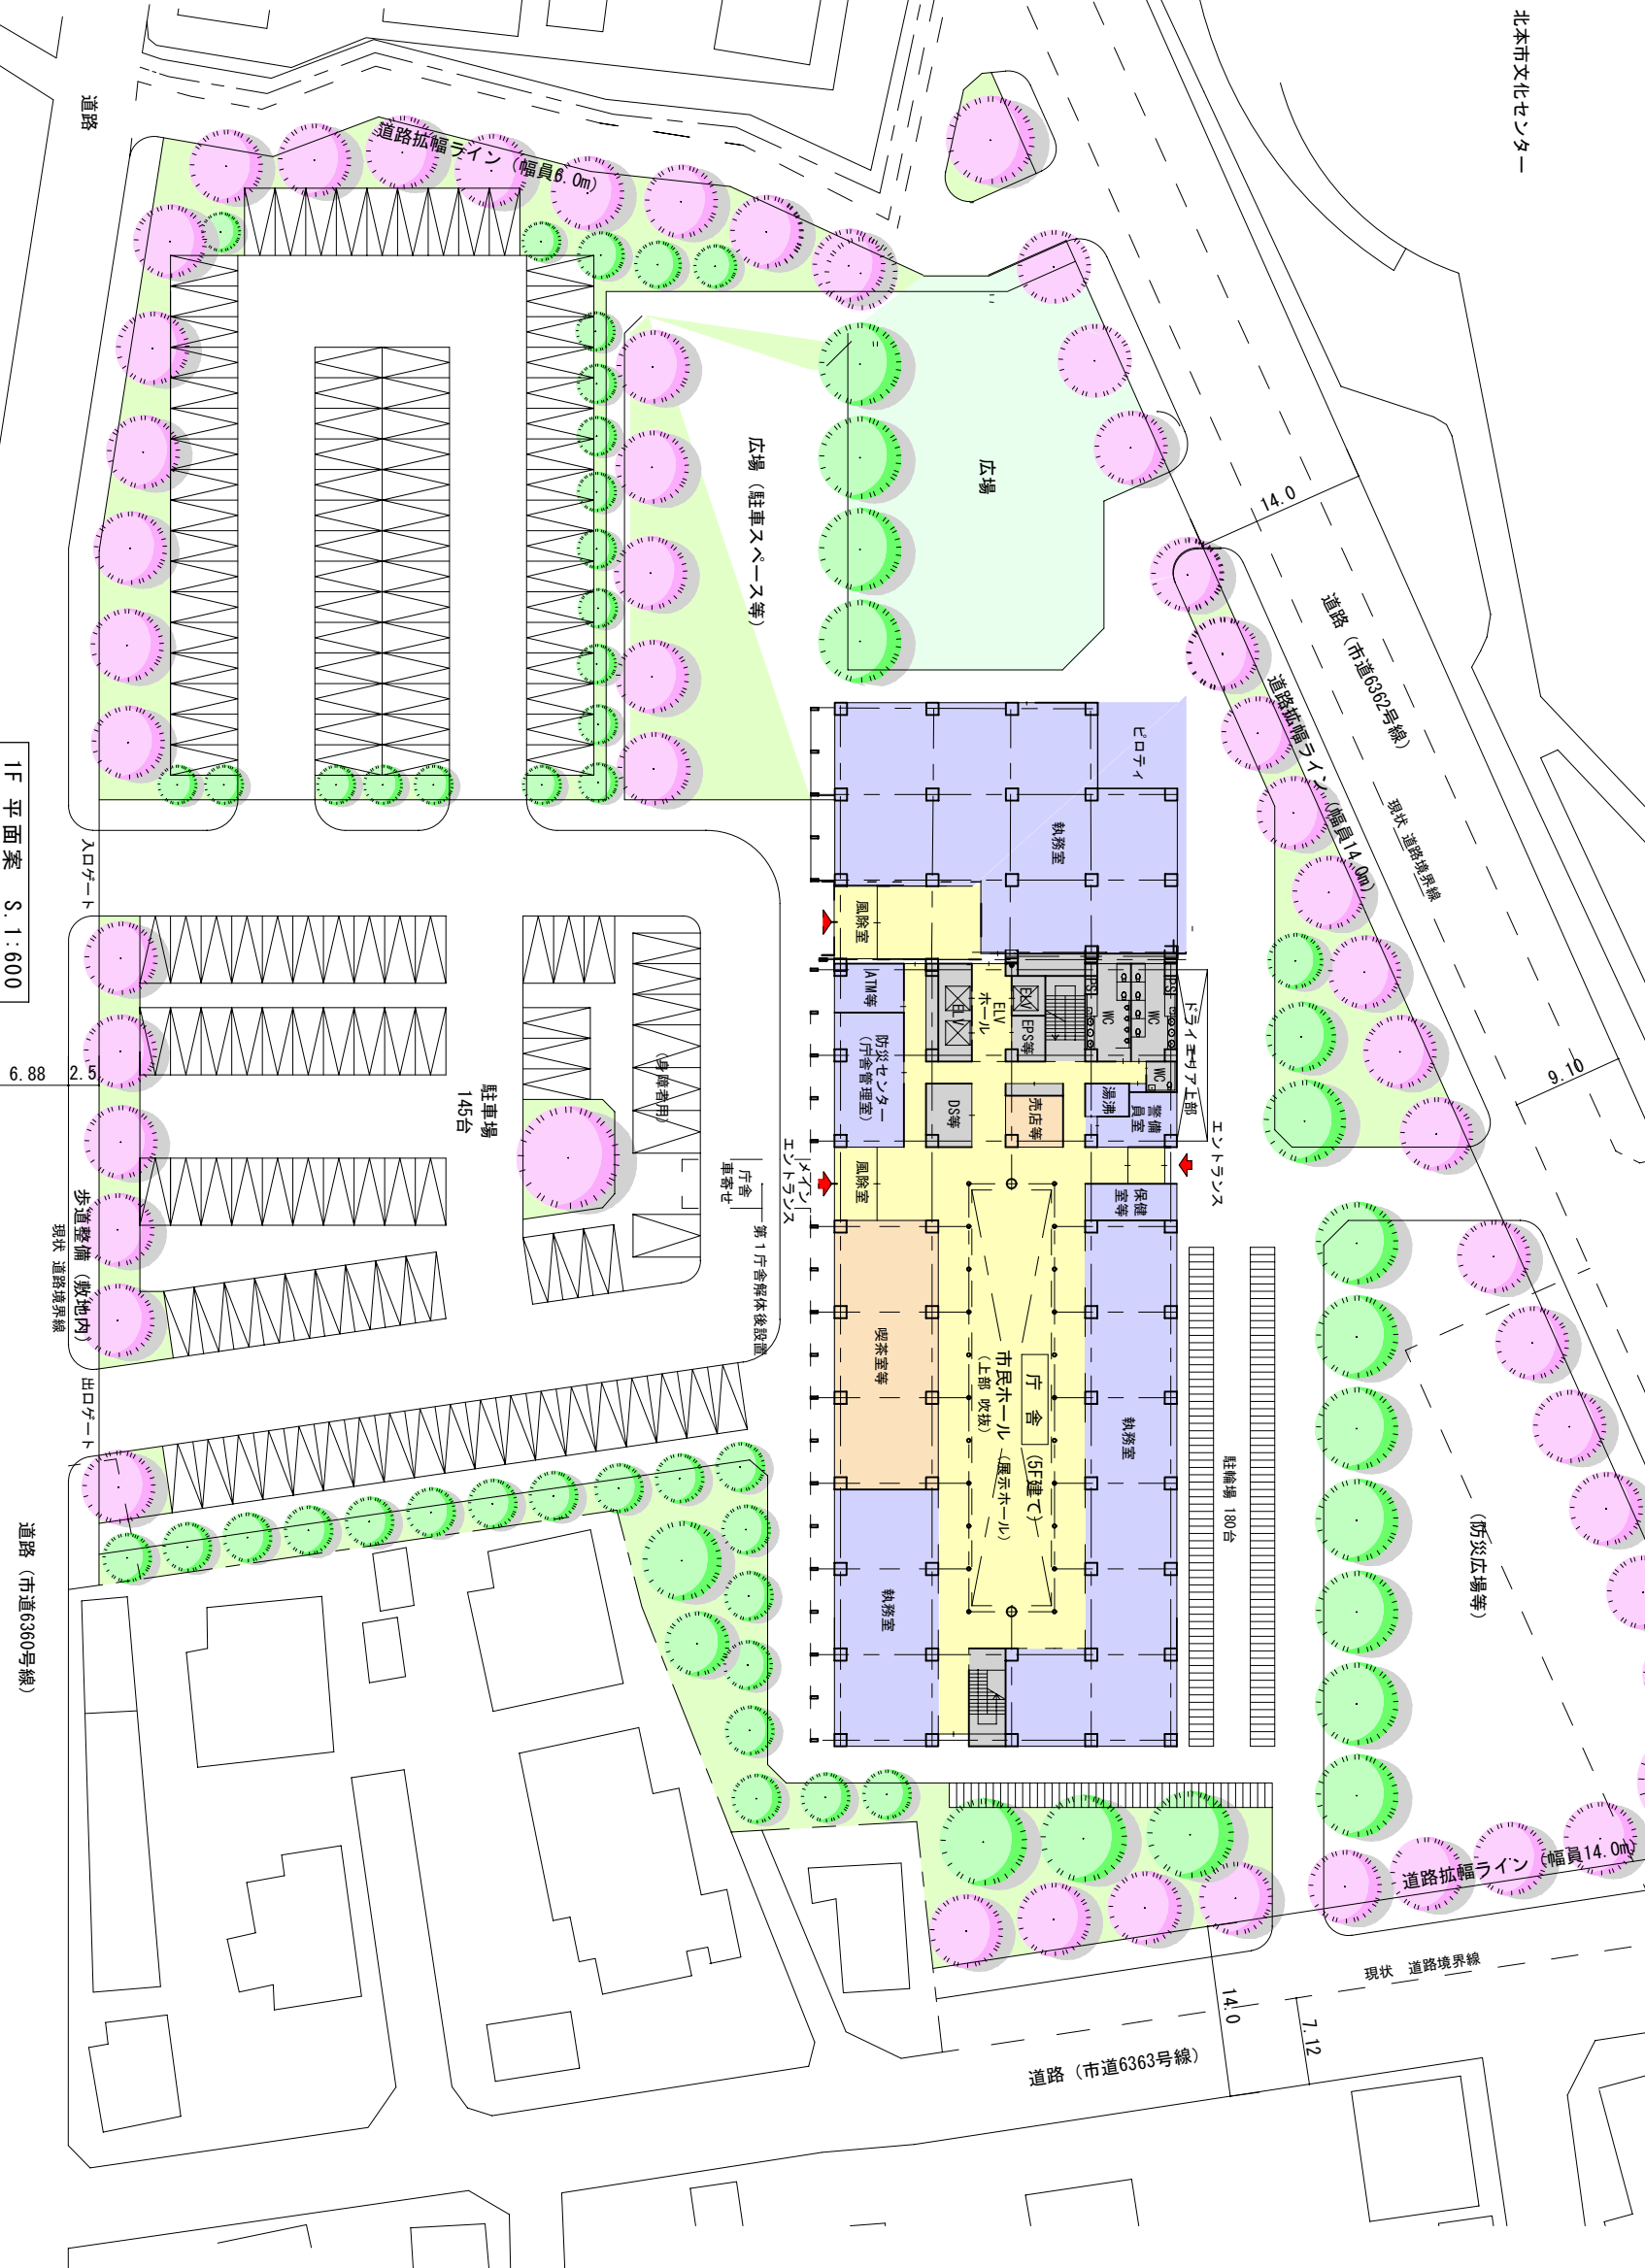 北本市文化センター
道路
道路拡幅ライン（幅員6.0m）
広場
広場（駐車スペース等）
14.0
道路（市道6362号線）
道路拡幅ライン（幅員14.0m）
現状 道路境界線
9.10
ピロティ
執務室
風除室
ATM等
防災センター
（庁舎管理室）
ELV
ELV
ホール
ELV
EPS等
PS
WC
WC
PS
WC
DS等
売店等
湯沸
警備
員室
ドライエリア上部
エントランス
風除室
保健
室等
メイン
エントランス
庁舎
車寄せ
第1庁舎解体後設置
喫茶室等
庁 舎
（5F建て）
市民ホール（展示ホール）
（上部 吹抜）
執務室
執務室
駐輪場 180台
（防災広場等）
入口ゲート
駐車場
145台
（身障者用）
歩道整備（敷地内）
現状 道路境界線
出口ゲート
6.88
2.5
道路（市道6360号線）
道路拡幅ライン（幅員14.0m）
現状 道路境界線
14.0
7.12
道路（市道6363号線）
1F 平面案 S.1:600